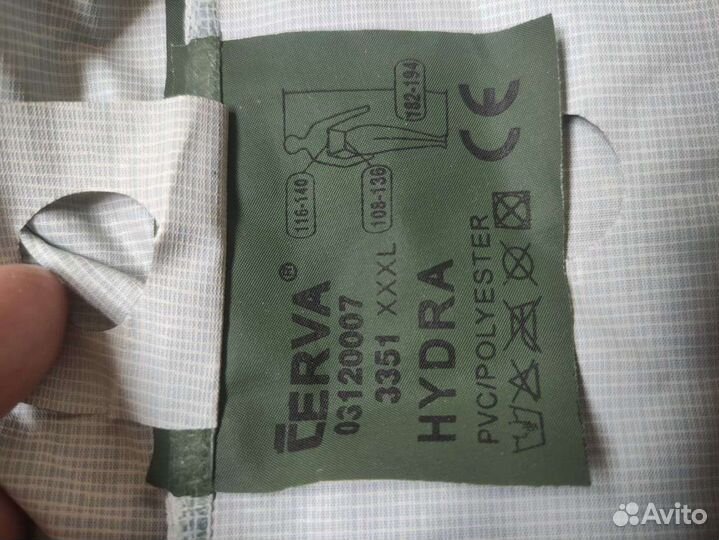 182-194
116-140
108-136
CE
ČERVA®
03120007
3351 XXXL
HYDRA
PVC/POLYESTER
Avito